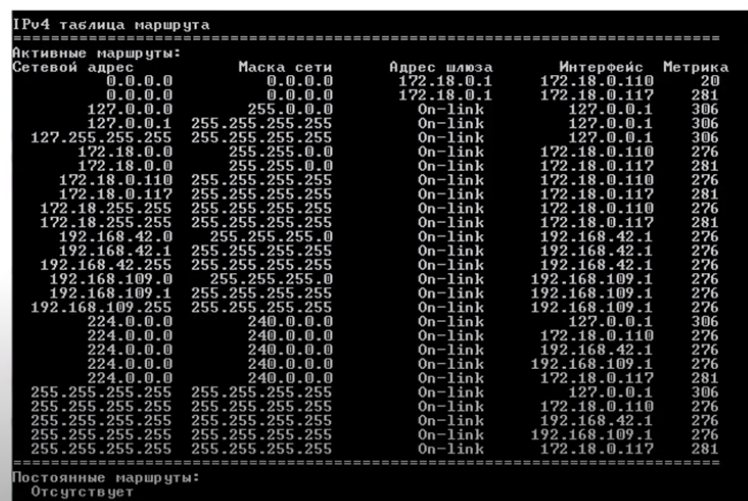 IPv4 таблица маршрута
===========================================================================
Активные маршруты:
Сетевой адрес Маска сети Адрес шлюза Интерфейс Метрика
0.0.0.0 0.0.0.0 172.18.0.1 172.18.0.110 20
0.0.0.0 0.0.0.0 172.18.0.1 172.18.0.117 281
127.0.0.0 255.0.0.0 On-link 127.0.0.1 306
127.0.0.1 255.255.255.255 On-link 127.0.0.1 306
127.255.255.255 255.255.255.255 On-link 127.0.0.1 306
172.18.0.0 255.255.0.0 On-link 172.18.0.110 276
172.18.0.0 255.255.0.0 On-link 172.18.0.117 281
172.18.0.110 255.255.255.255 On-link 172.18.0.110 276
172.18.0.117 255.255.255.255 On-link 172.18.0.117 281
172.18.255.255 255.255.255.255 On-link 172.18.0.110 276
172.18.255.255 255.255.255.255 On-link 172.18.0.117 281
192.168.42.0 255.255.255.0 On-link 192.168.42.1 276
192.168.42.1 255.255.255.255 On-link 192.168.42.1 276
192.168.42.255 255.255.255.255 On-link 192.168.42.1 276
192.168.109.0 255.255.255.0 On-link 192.168.109.1 276
192.168.109.1 255.255.255.255 On-link 192.168.109.1 276
192.168.109.255 255.255.255.255 On-link 192.168.109.1 276
224.0.0.0 240.0.0.0 On-link 127.0.0.1 306
224.0.0.0 240.0.0.0 On-link 172.18.0.110 276
224.0.0.0 240.0.0.0 On-link 192.168.42.1 276
224.0.0.0 240.0.0.0 On-link 192.168.109.1 276
224.0.0.0 240.0.0.0 On-link 172.18.0.117 281
255.255.255.255 255.255.255.255 On-link 127.0.0.1 306
255.255.255.255 255.255.255.255 On-link 172.18.0.110 276
255.255.255.255 255.255.255.255 On-link 192.168.42.1 276
255.255.255.255 255.255.255.255 On-link 192.168.109.1 276
255.255.255.255 255.255.255.255 On-link 172.18.0.117 281
===========================================================================
Постоянные маршруты:
Отсутствует